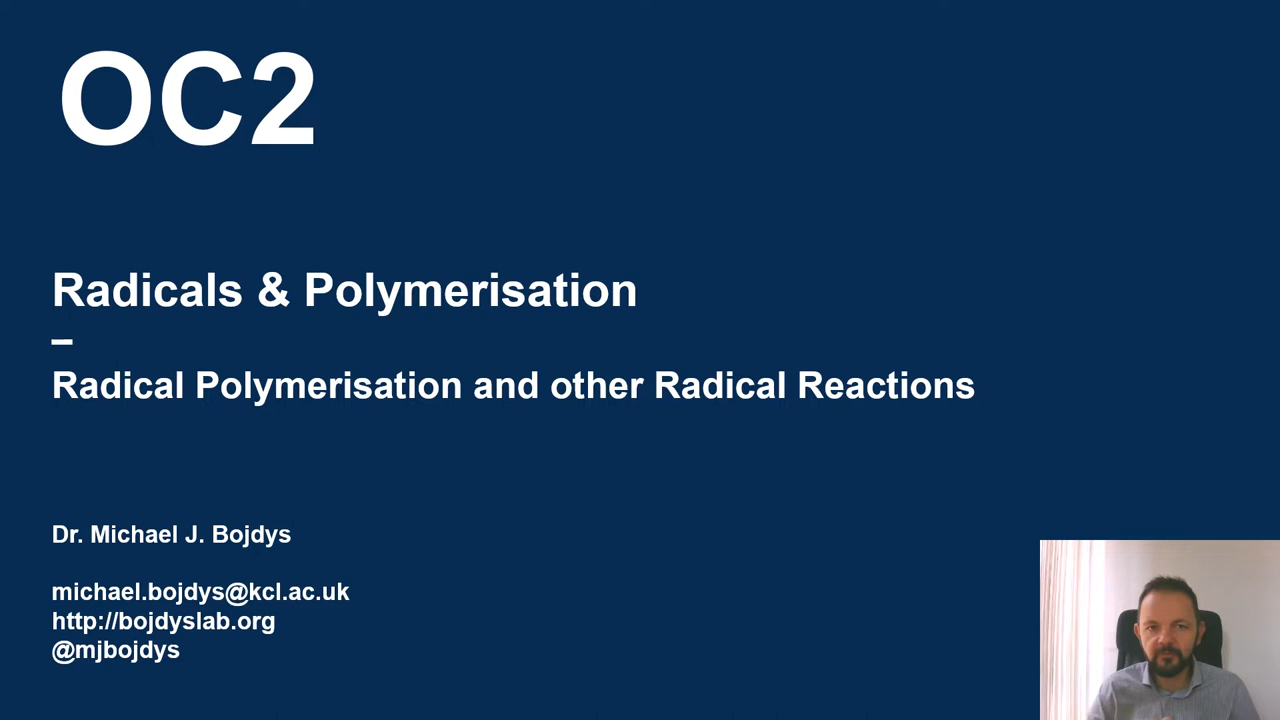 OC2
Radicals & Polymerisation
–
Radical Polymerisation and other Radical Reactions
Dr. Michael J. Bojdys
michael.bojdys@kcl.ac.uk
http://bojdyslab.org
@mjbojdys